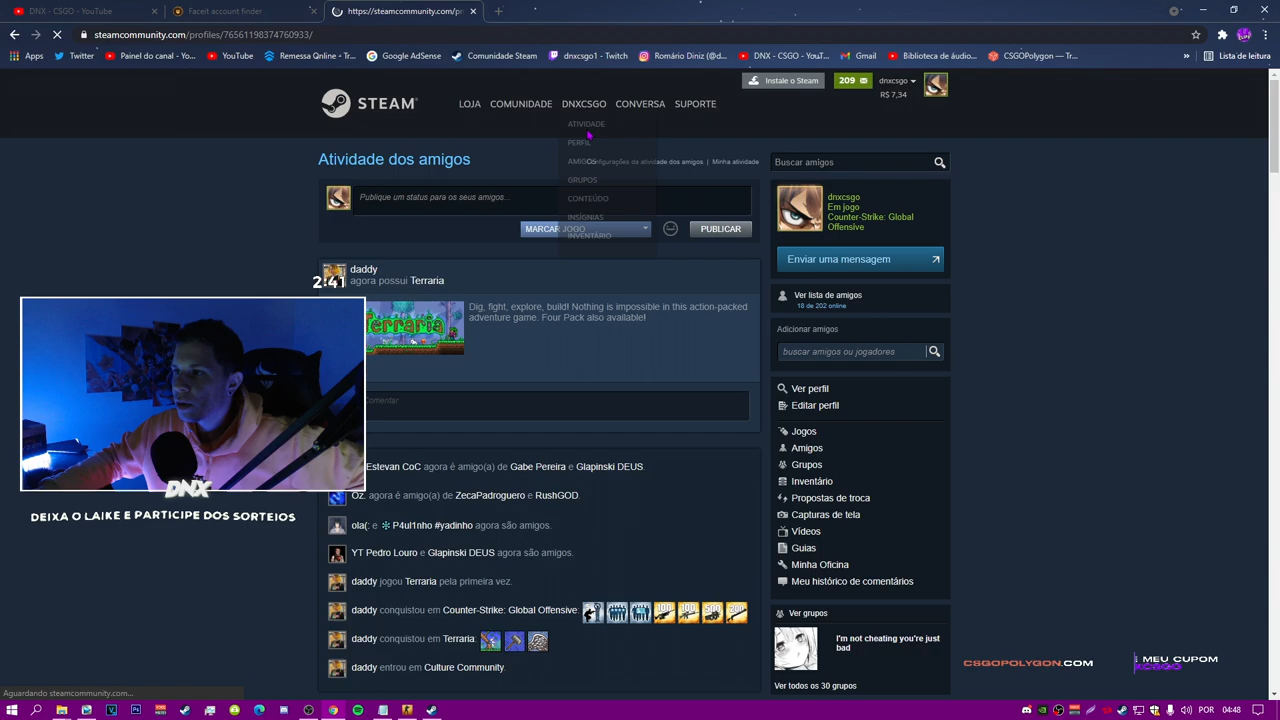 DNX - CSGO - YouTube
Faceit account finder
https://steamcommunity.com/pr
steamcommunity.com/profiles/76561198374760933/
Apps
Twitter
Painel do canal - Yo...
YouTube
Remessa Qnline - Tr...
Google AdSense
Comunidade Steam
dnxcsgo1 - Twitch
Romário Diniz (@d...
DNX - CSGO - YouT...
Gmail
Biblioteca de áudio...
CSGOPolygon — Tr...
»
Lista de leitura
STEAM
LOJA
COMUNIDADE
DNXCSGO
CONVERSA
SUPORTE
Instale o Steam
209
dnxcsgo
R$ 7,34
ATIVIDADE
PERFIL
AMIGOS
GRUPOS
CONTEÚDO
INSÍGNIAS
INVENTÁRIO
Atividade dos amigos
Configurações da atividade dos amigos | Minha atividade
Publique um status para os seus amigos...
MARCAR JOGO
PUBLICAR
daddy
agora possui Terraria
2:41
Terraria
Dig, fight, explore, build! Nothing is impossible in this action-packed
adventure game. Four Pack also available!
Comentar
Estevan CoC agora é amigo(a) de Gabe Pereira e Glapinski DEUS.
Oz. agora é amigo(a) de ZecaPadroguero e RushGOD.
ola(: e ✻ P4ul1nho #yadinho agora são amigos.
YT Pedro Louro e Glapinski DEUS agora são amigos.
daddy jogou Terraria pela primeira vez.
daddy conquistou em Counter-Strike: Global Offensive:
100
100
500
200
daddy conquistou em Terraria:
daddy entrou em Culture Community.
Buscar amigos
dnxcsgo
Em jogo
Counter-Strike: Global
Offensive
Enviar uma mensagem
Ver lista de amigos
18 de 202 online
Adicionar amigos
buscar amigos ou jogadores
Ver perfil
Editar perfil
Jogos
Amigos
Grupos
Inventário
Propostas de troca
Capturas de tela
Vídeos
Guias
Minha Oficina
Meu histórico de comentários
Ver grupos
I'm not cheating you're just
bad
Ver todos os 30 grupos
DNX
DEIXA O LAIKE E PARTICIPE DOS SORTEIOS
CSGOPOLYGON.COM
MEU CUPOM
Aguardando steamcommunity.com...
POR
04:48